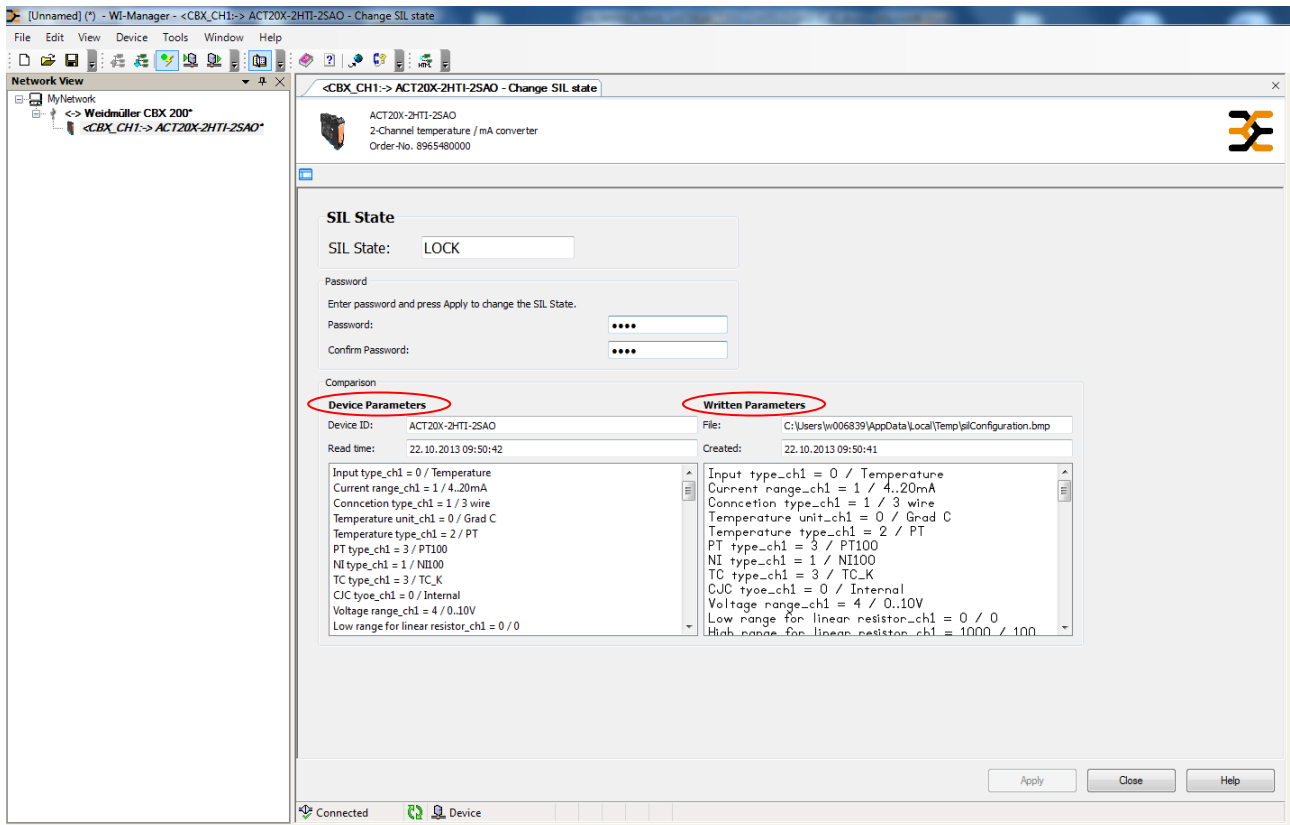 [Unnamed] (*) - WI-Manager - <CBX_CH1:-> ACT20X-2HTI-2SAO - Change SIL state
File Edit View Device Tools Window Help
Network View
MyNetwork
<-> Weidmüller CBX 200*
<CBX_CH1:-> ACT20X-2HTI-2SAO*
<CBX_CH1:-> ACT20X-2HTI-2SAO - Change SIL state
ACT20X-2HTI-2SAO
2-Channel temperature / mA converter
Order-No. 8965480000
SIL State
SIL State: LOCK
Password
Enter password and press Apply to change the SIL State.
Password: ••••
Confirm Password: ••••
Comparison
Device Parameters
Device ID: ACT20X-2HTI-2SAO
Read time: 22.10.2013 09:50:42
Input type_ch1 = 0 / Temperature
Current range_ch1 = 1 / 4..20mA
Conncetion type_ch1 = 1 / 3 wire
Temperature unit_ch1 = 0 / Grad C
Temperature type_ch1 = 2 / PT
PT type_ch1 = 3 / PT100
NI type_ch1 = 1 / NI100
TC type_ch1 = 3 / TC_K
CJC tyoe_ch1 = 0 / Internal
Voltage range_ch1 = 4 / 0..10V
Low range for linear resistor_ch1 = 0 / 0
Written Parameters
File: C:\Users\w006839\AppData\Local\Temp\silConfiguration.bmp
Created: 22.10.2013 09:50:41
Input type_ch1 = 0 / Temperature
Current range_ch1 = 1 / 4..20mA
Conncetion type_ch1 = 1 / 3 wire
Temperature unit_ch1 = 0 / Grad C
Temperature type_ch1 = 2 / PT
PT type_ch1 = 3 / PT100
NI type_ch1 = 1 / NI100
TC type_ch1 = 3 / TC_K
CJC tyoe_ch1 = 0 / Internal
Voltage range_ch1 = 4 / 0..10V
Low range for linear resistor_ch1 = 0 / 0
High range for linear resistor_ch1 = 1000 / 100
Apply Close Help
Connected Device